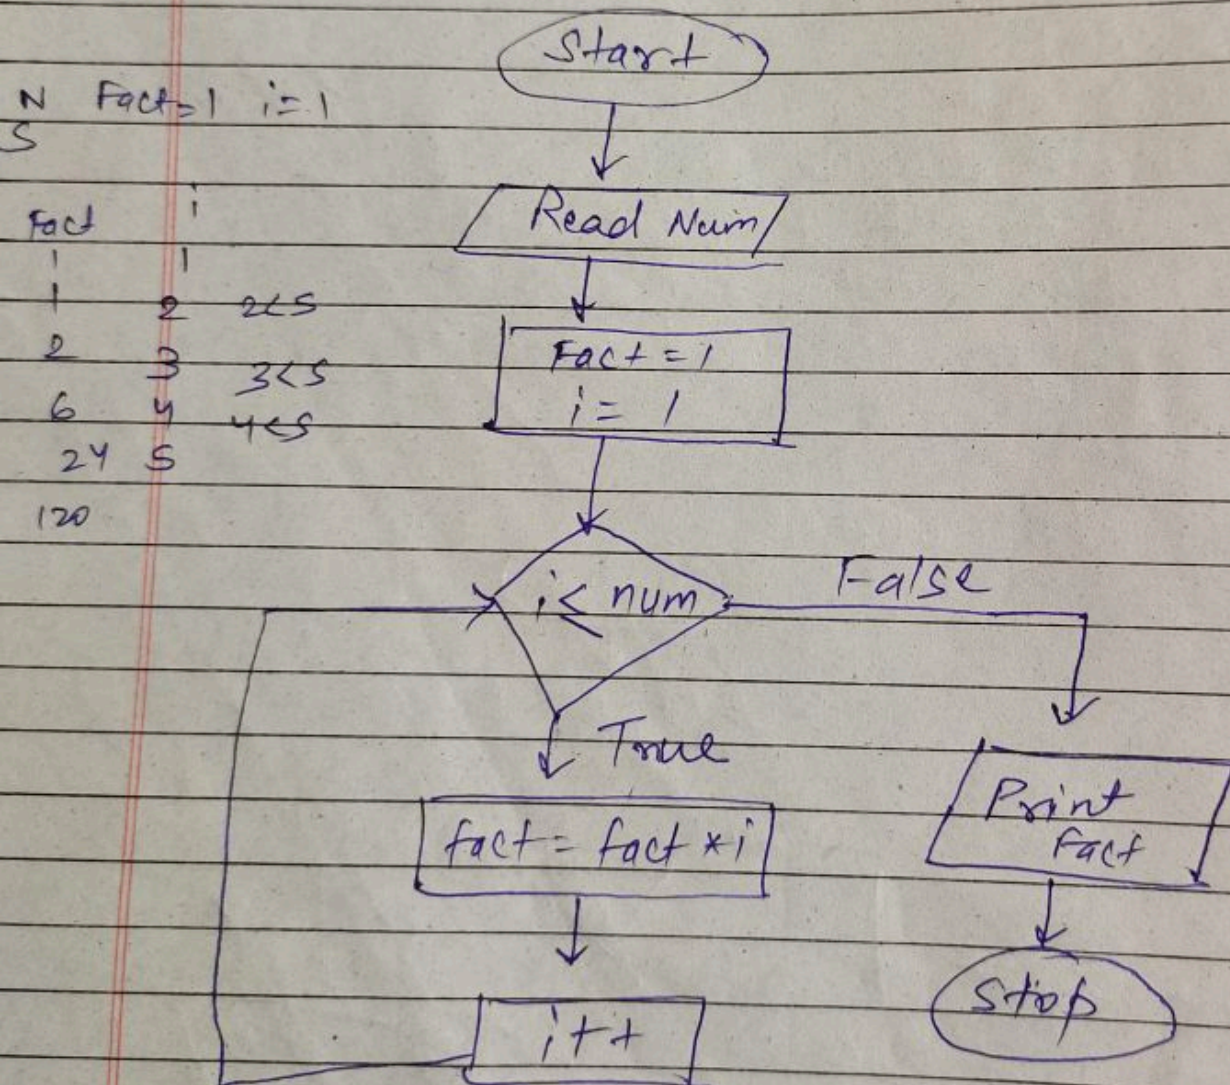 Start
N Fact=1 i=1
5
Read Num
Fact i
1 1
1 2 2<5
2 3 3<5
6 4 4<5
24 5
120
Fact=1
i=1
i≤num
False
True
fact=fact*i
Print
Fact
i++
Stop